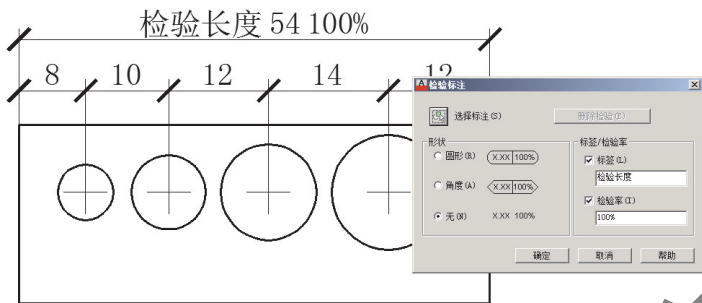 检验长度 54 100%
8 10 12 14 12
检验标注
选择标注(S) 删除检验(R)
形状
圆形(R) X.XX 100%
角度(A) X.XX 100%
无(N) X.XX 100%
标签/检验率
标签(L)
检验长度
检验率(I)
100%
确定 取消 帮助